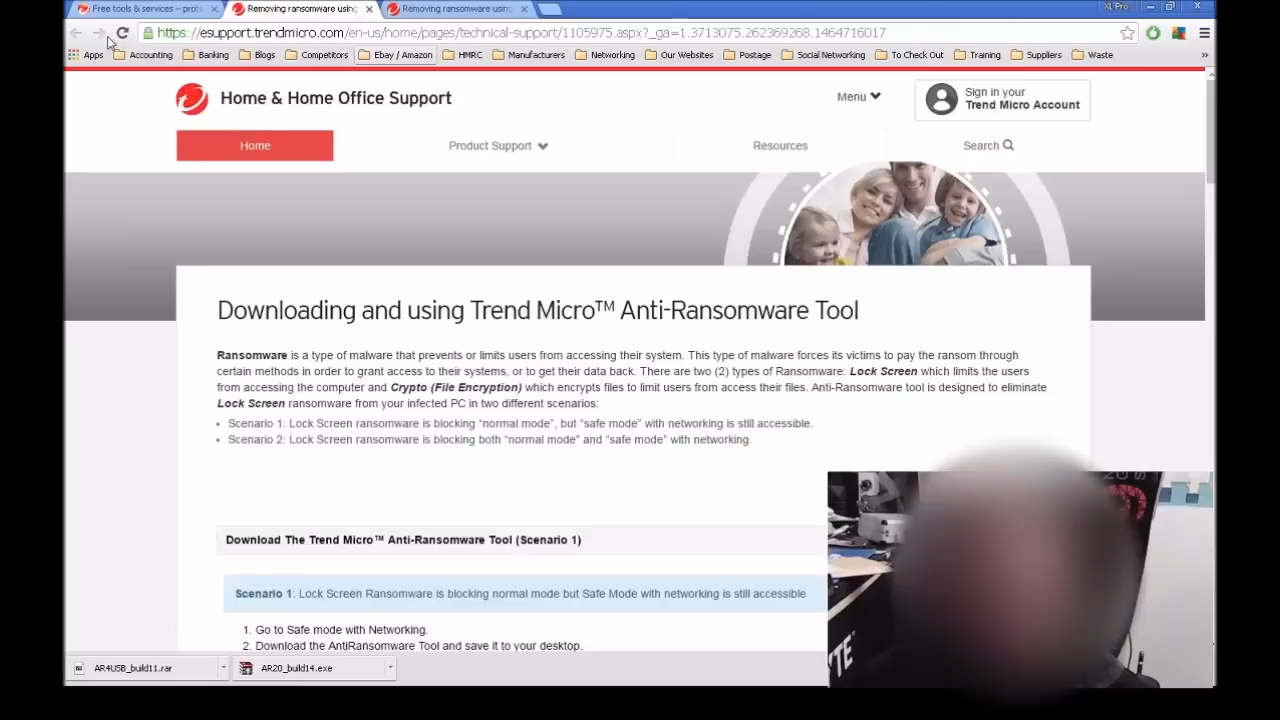 Free tools & services – prote
Removing ransomware using
Removing ransomware using
XL Pro
https://esupport.trendmicro.com/en-us/home/pages/technical-support/1105975.aspx?_ga=1.3713075.262369268.1464716017
Apps Accounting Banking Blogs Competitors Ebay / Amazon HMRC Manufacturers Networking Our Websites Postage Social Networking To Check Out Training Suppliers Waste »
Home & Home Office Support
Menu
Sign in your
Trend Micro Account
Home Product Support Resources Search
Downloading and using Trend Micro™ Anti-Ransomware Tool
Ransomware is a type of malware that prevents or limits users from accessing their system. This type of malware forces its victims to pay the ransom through
certain methods in order to grant access to their systems, or to get their data back. There are two (2) types of Ransomware: Lock Screen which limits the users
from accessing the computer and Crypto (File Encryption) which encrypts files to limit users from access their files. Anti-Ransomware tool is designed to eliminate
Lock Screen ransomware from your infected PC in two different scenarios:
• Scenario 1: Lock Screen ransomware is blocking “normal mode”, but “safe mode” with networking is still accessible.
• Scenario 2: Lock Screen ransomware is blocking both “normal mode” and “safe mode” with networking.
Download The Trend Micro™ Anti-Ransomware Tool (Scenario 1)
Scenario 1: Lock Screen Ransomware is blocking normal mode but Safe Mode with networking is still accessible
1. Go to Safe mode with Networking.
2. Download the AntiRansomware Tool and save it to your desktop.
AR4USB_build11.rar
AR20_build14.exe
YTE™